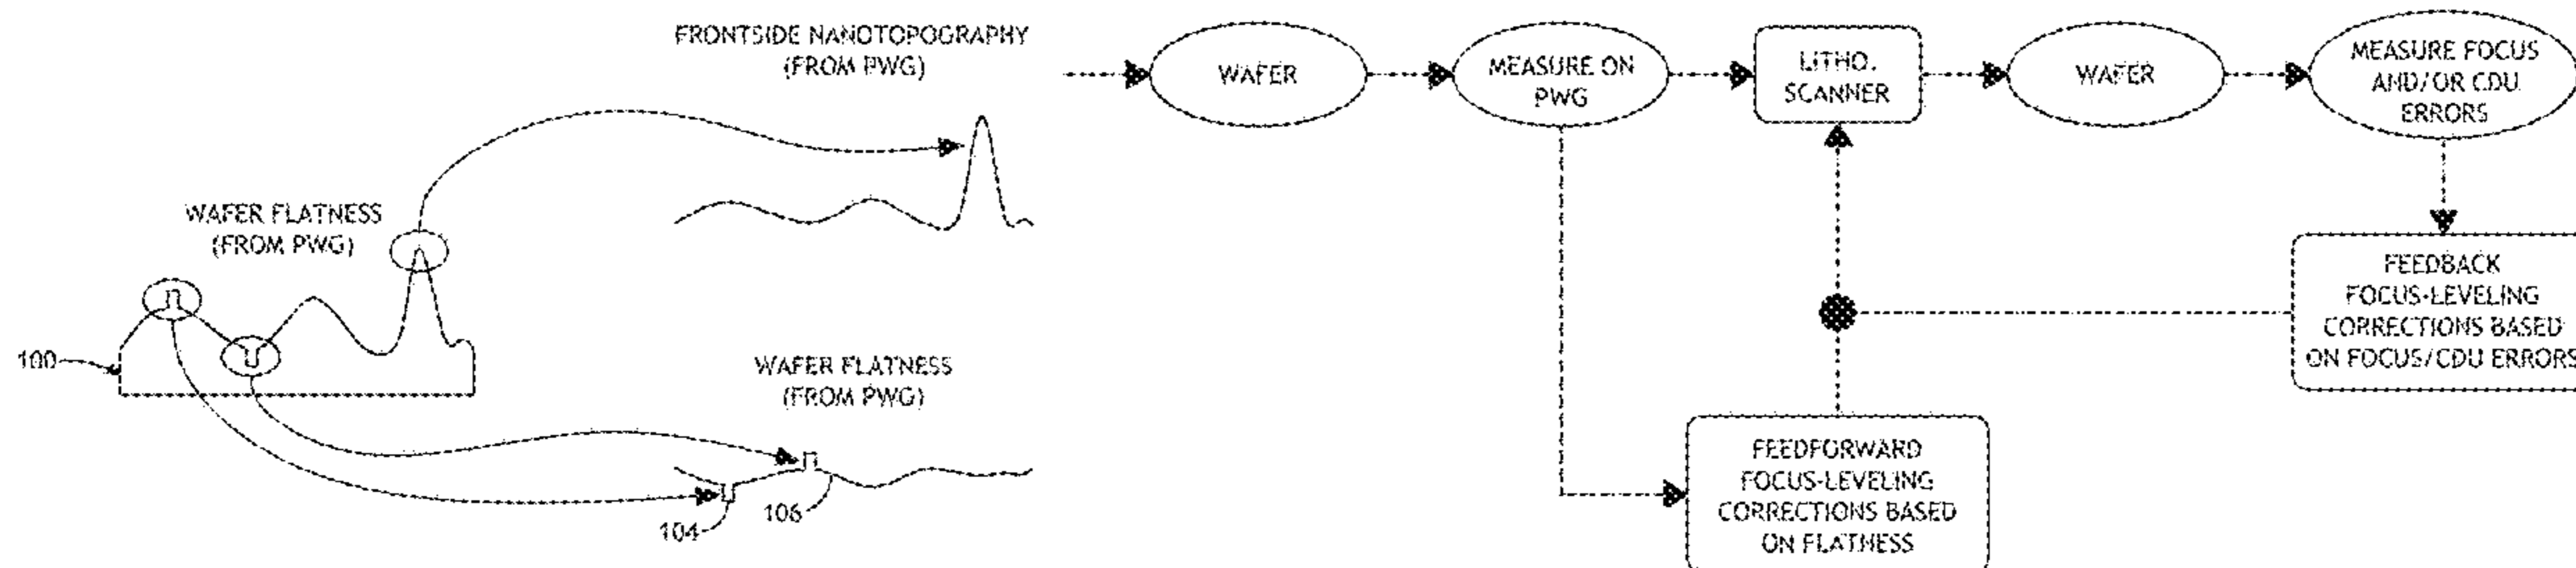 FRONTSIDE NANOTOPOGRAPHY
(FROM PWG)
WAFER FLATNESS
(FROM PWG)
100
WAFER FLATNESS
(FROM PWG)
104
106
WAFER
MEASURE ON
PWG
LITHO.
SCANNER
WAFER
MEASURE FOCUS
AND/OR CDU
ERRORS
FEEDBACK
FOCUS-LEVELING
CORRECTIONS BASED
ON FOCUS/CDU ERRORS
FEEDFORWARD
FOCUS-LEVELING
CORRECTIONS BASED
ON FLATNESS